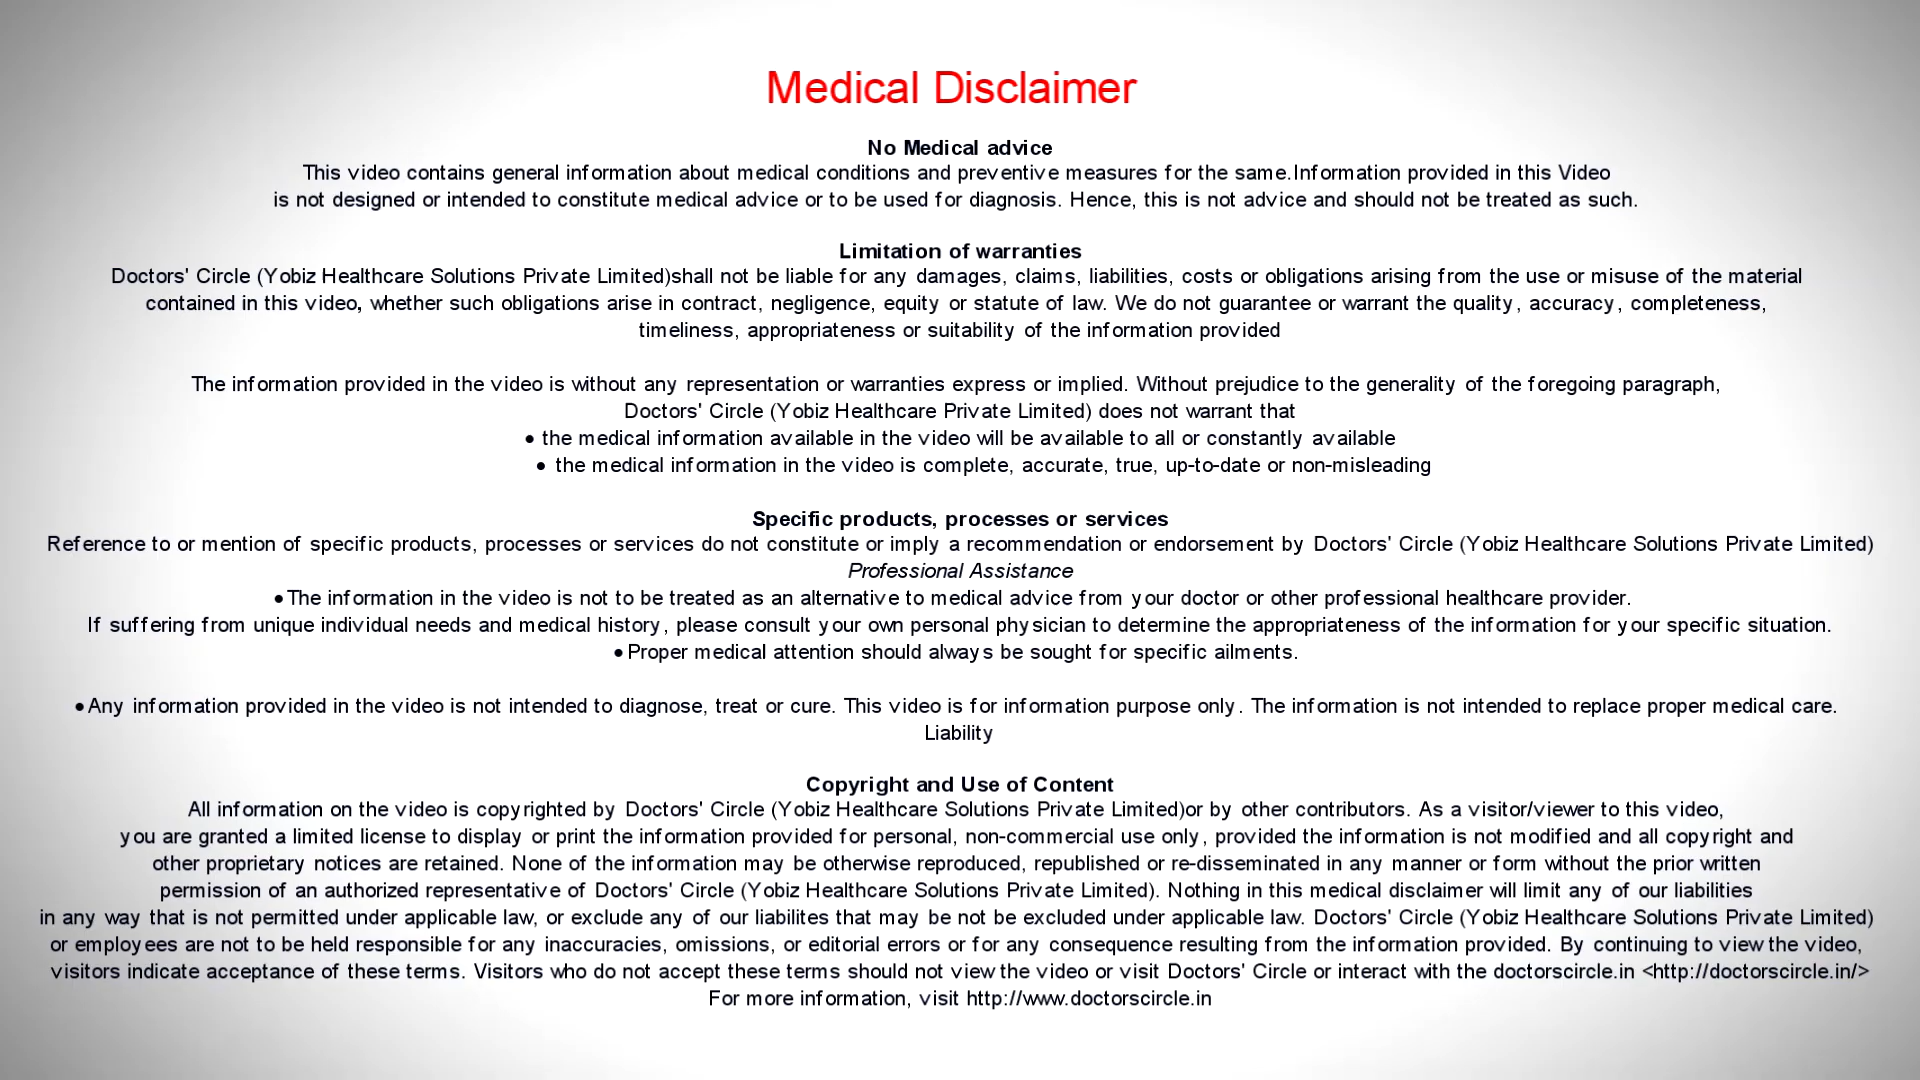 Medical Disclaimer
No Medical advice
This video contains general information about medical conditions and preventive measures for the same.Information provided in this Video
is not designed or intended to constitute medical advice or to be used for diagnosis. Hence, this is not advice and should not be treated as such.
Limitation of warranties
Doctors' Circle (Yobiz Healthcare Solutions Private Limited)shall not be liable for any damages, claims, liabilities, costs or obligations arising from the use or misuse of the material
contained in this video, whether such obligations arise in contract, negligence, equity or statute of law. We do not guarantee or warrant the quality, accuracy, completeness,
timeliness, appropriateness or suitability of the information provided
The information provided in the video is without any representation or warranties express or implied. Without prejudice to the generality of the foregoing paragraph,
Doctors' Circle (Yobiz Healthcare Private Limited) does not warrant that
• the medical information available in the video will be available to all or constantly available
• the medical information in the video is complete, accurate, true, up-to-date or non-misleading
Specific products, processes or services
Reference to or mention of specific products, processes or services do not constitute or imply a recommendation or endorsement by Doctors' Circle (Yobiz Healthcare Solutions Private Limited)
Professional Assistance
•The information in the video is not to be treated as an alternative to medical advice from your doctor or other professional healthcare provider.
If suffering from unique individual needs and medical history, please consult your own personal physician to determine the appropriateness of the information for your specific situation.
•Proper medical attention should always be sought for specific ailments.
•Any information provided in the video is not intended to diagnose, treat or cure. This video is for information purpose only. The information is not intended to replace proper medical care.
Liability
Copyright and Use of Content
All information on the video is copyrighted by Doctors' Circle (Yobiz Healthcare Solutions Private Limited)or by other contributors. As a visitor/viewer to this video,
you are granted a limited license to display or print the information provided for personal, non-commercial use only, provided the information is not modified and all copyright and
other proprietary notices are retained. None of the information may be otherwise reproduced, republished or re-disseminated in any manner or form without the prior written
permission of an authorized representative of Doctors' Circle (Yobiz Healthcare Solutions Private Limited). Nothing in this medical disclaimer will limit any of our liabilities
in any way that is not permitted under applicable law, or exclude any of our liabilites that may be not be excluded under applicable law. Doctors' Circle (Yobiz Healthcare Solutions Private Limited)
or employees are not to be held responsible for any inaccuracies, omissions, or editorial errors or for any consequence resulting from the information provided. By continuing to view the video,
visitors indicate acceptance of these terms. Visitors who do not accept these terms should not view the video or visit Doctors' Circle or interact with the doctorscircle.in <http://doctorscircle.in/>
For more information, visit http://www.doctorscircle.in